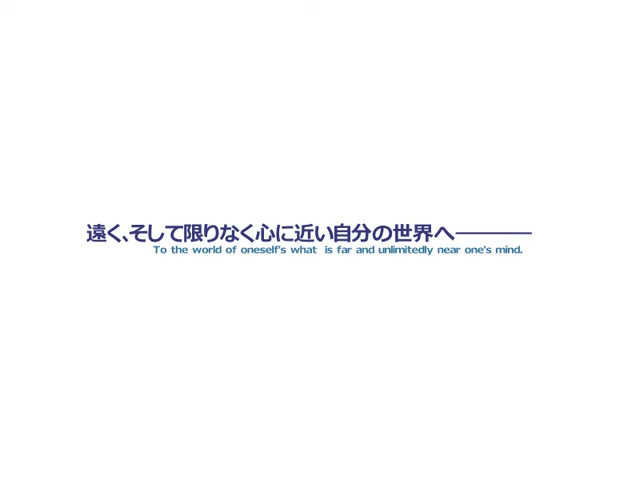 遠く、そして限りなく心に近い自分の世界へ――――
To the world of oneself's what  is far and unlimitedly near one's mind.